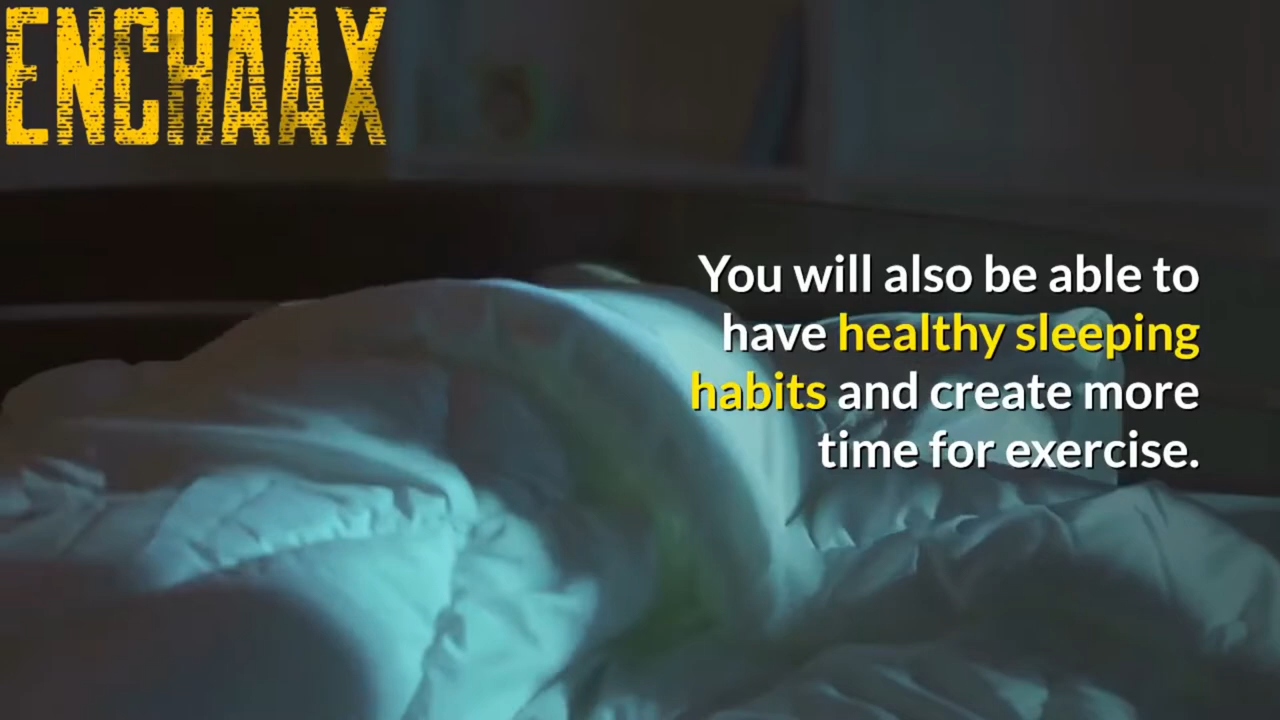 ENCHAAX
You will also be able to
have healthy sleeping
habits and create more
time for exercise.